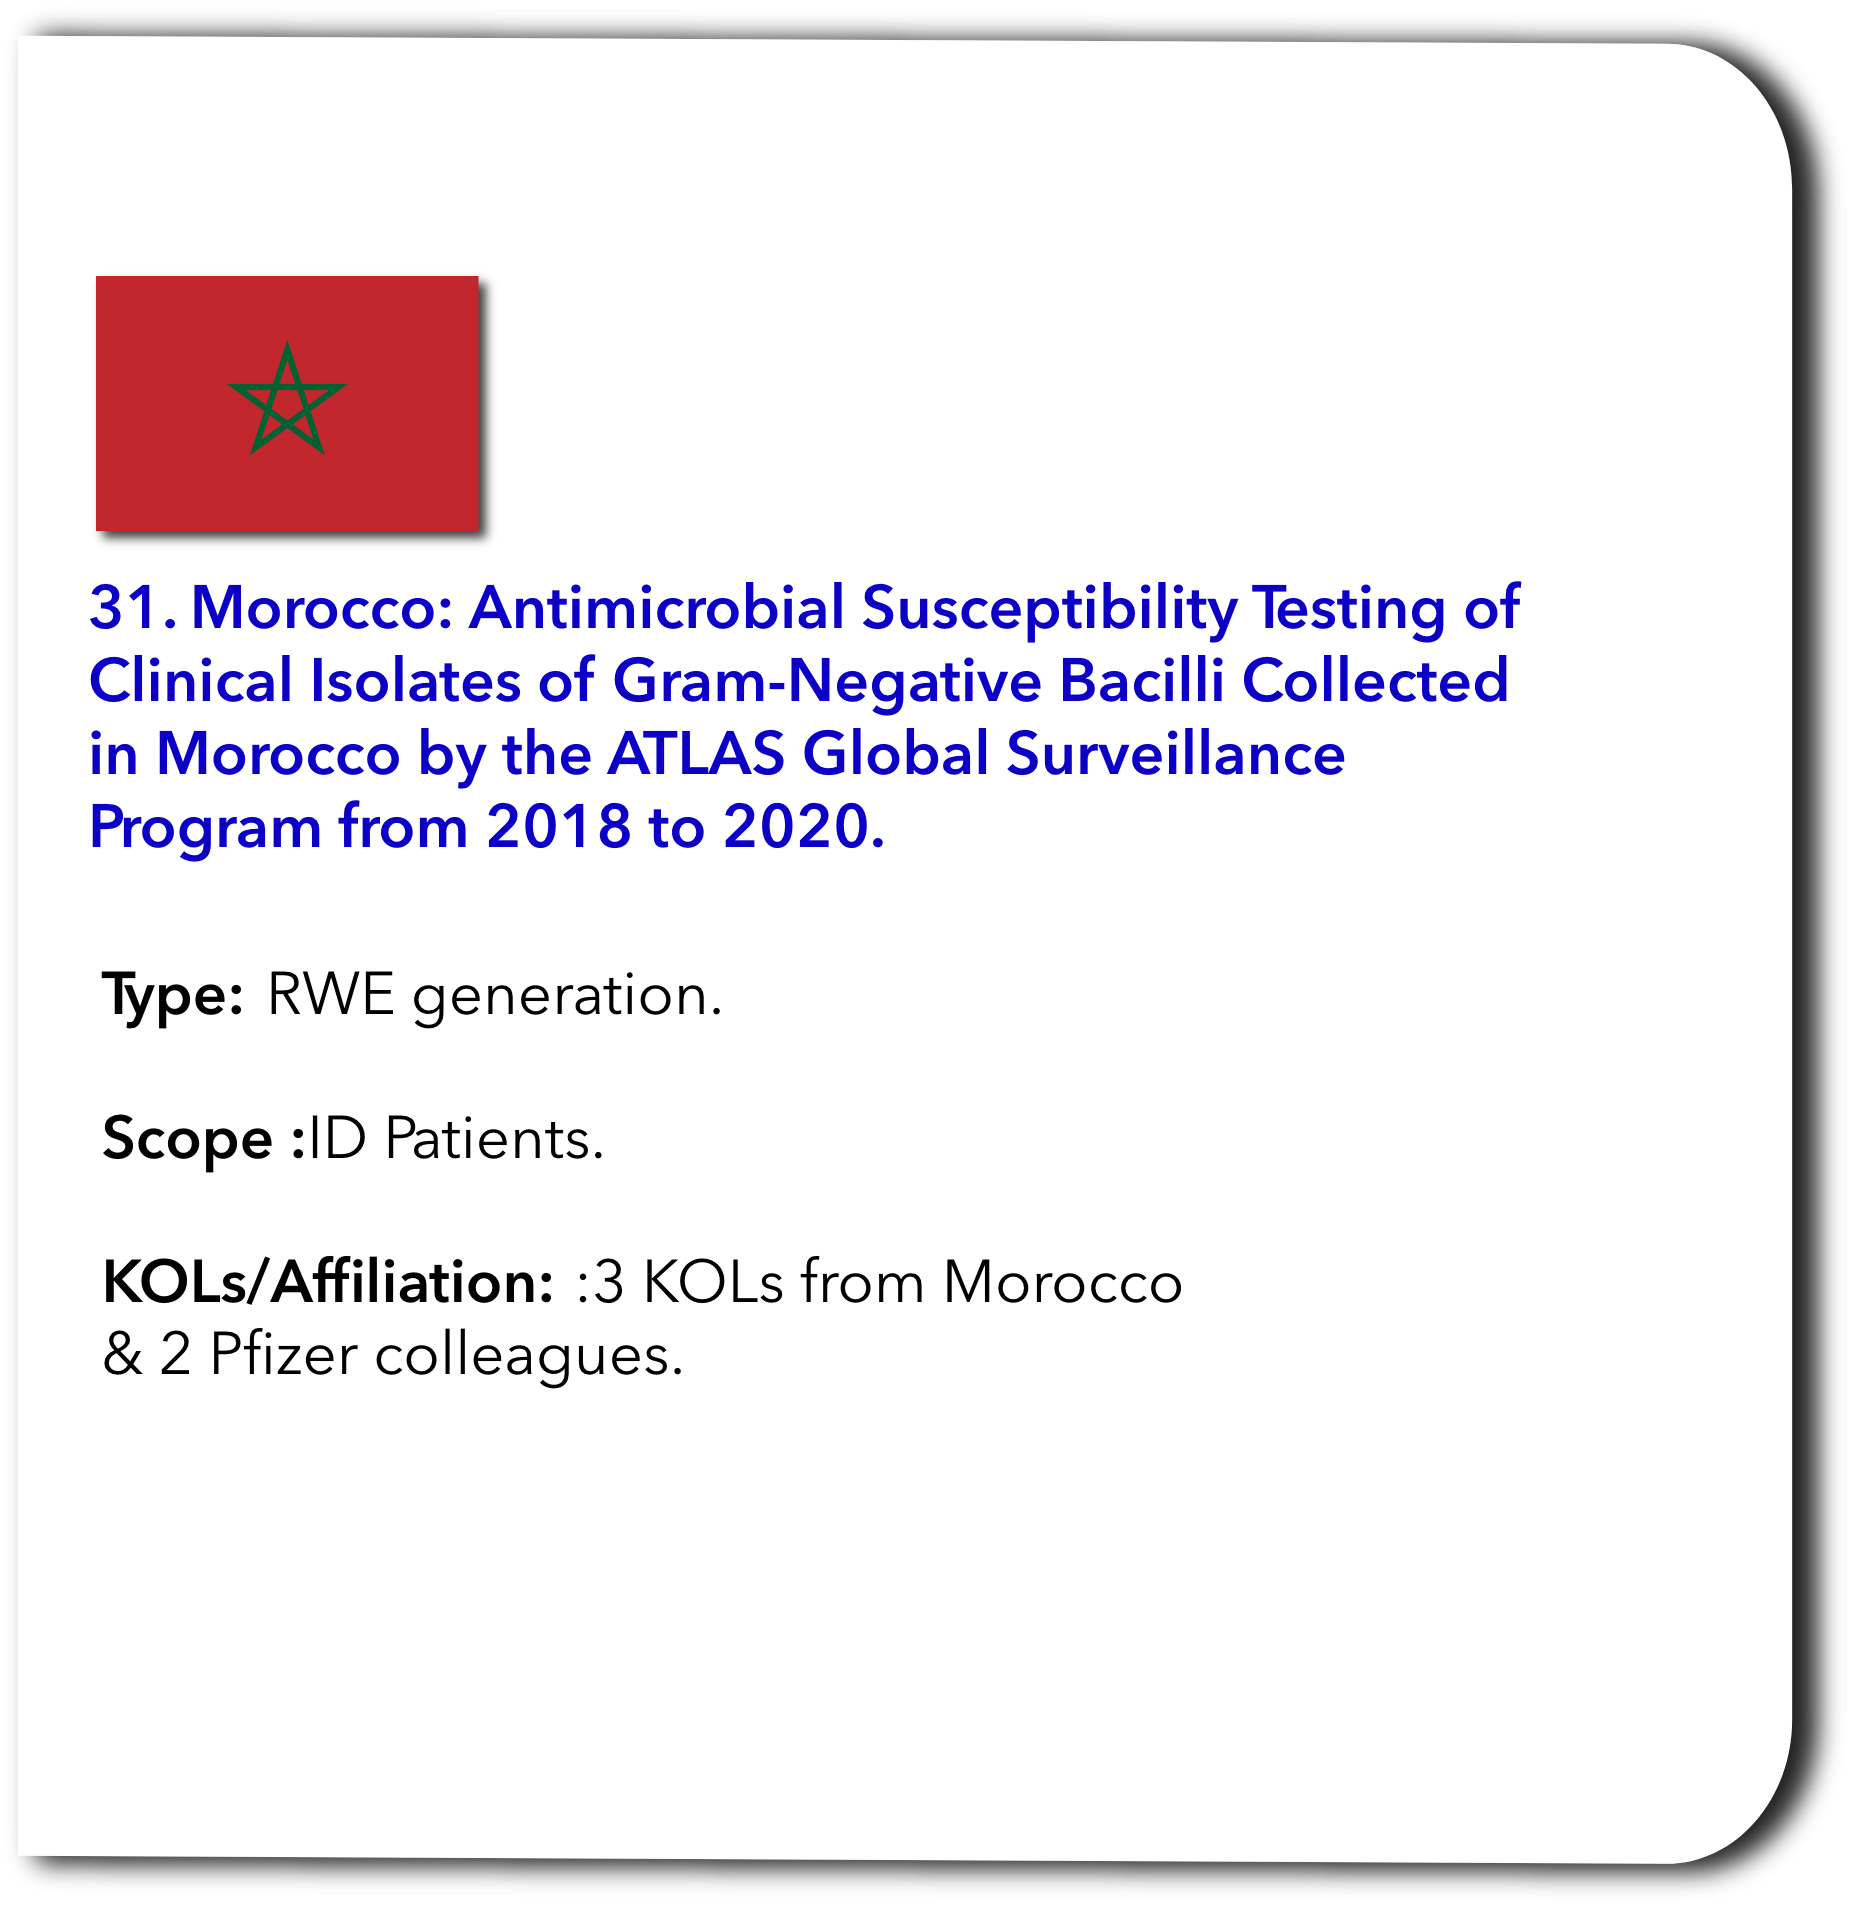 31. Morocco: Antimicrobial Susceptibility Testing of
Clinical Isolates of Gram-Negative Bacilli Collected
in Morocco by the ATLAS Global Surveillance
Program from 2018 to 2020.
Type: RWE generation.
Scope :ID Patients.
KOLs/Affiliation: :3 KOLs from Morocco
& 2 Pfizer colleagues.